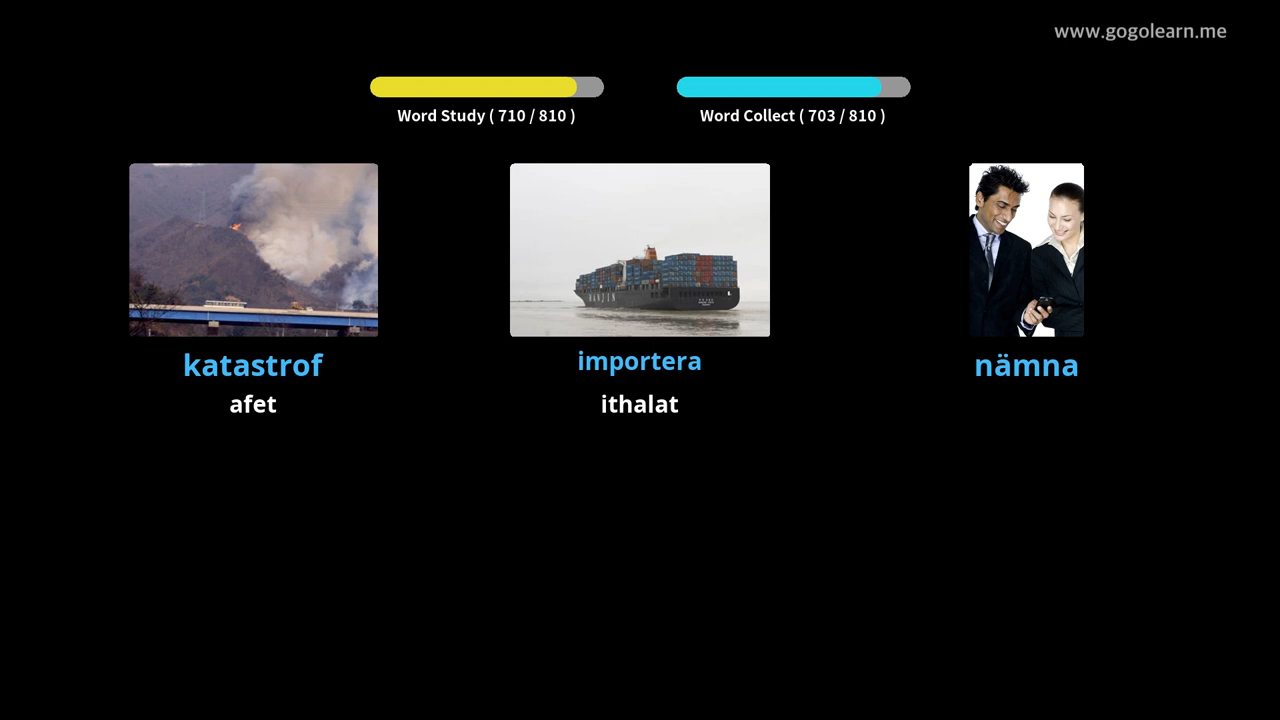 www.gogolearn.me
Word Study ( 710 / 810 )
Word Collect ( 703 / 810 )
katastrof
importera
nämna
afet
ithalat